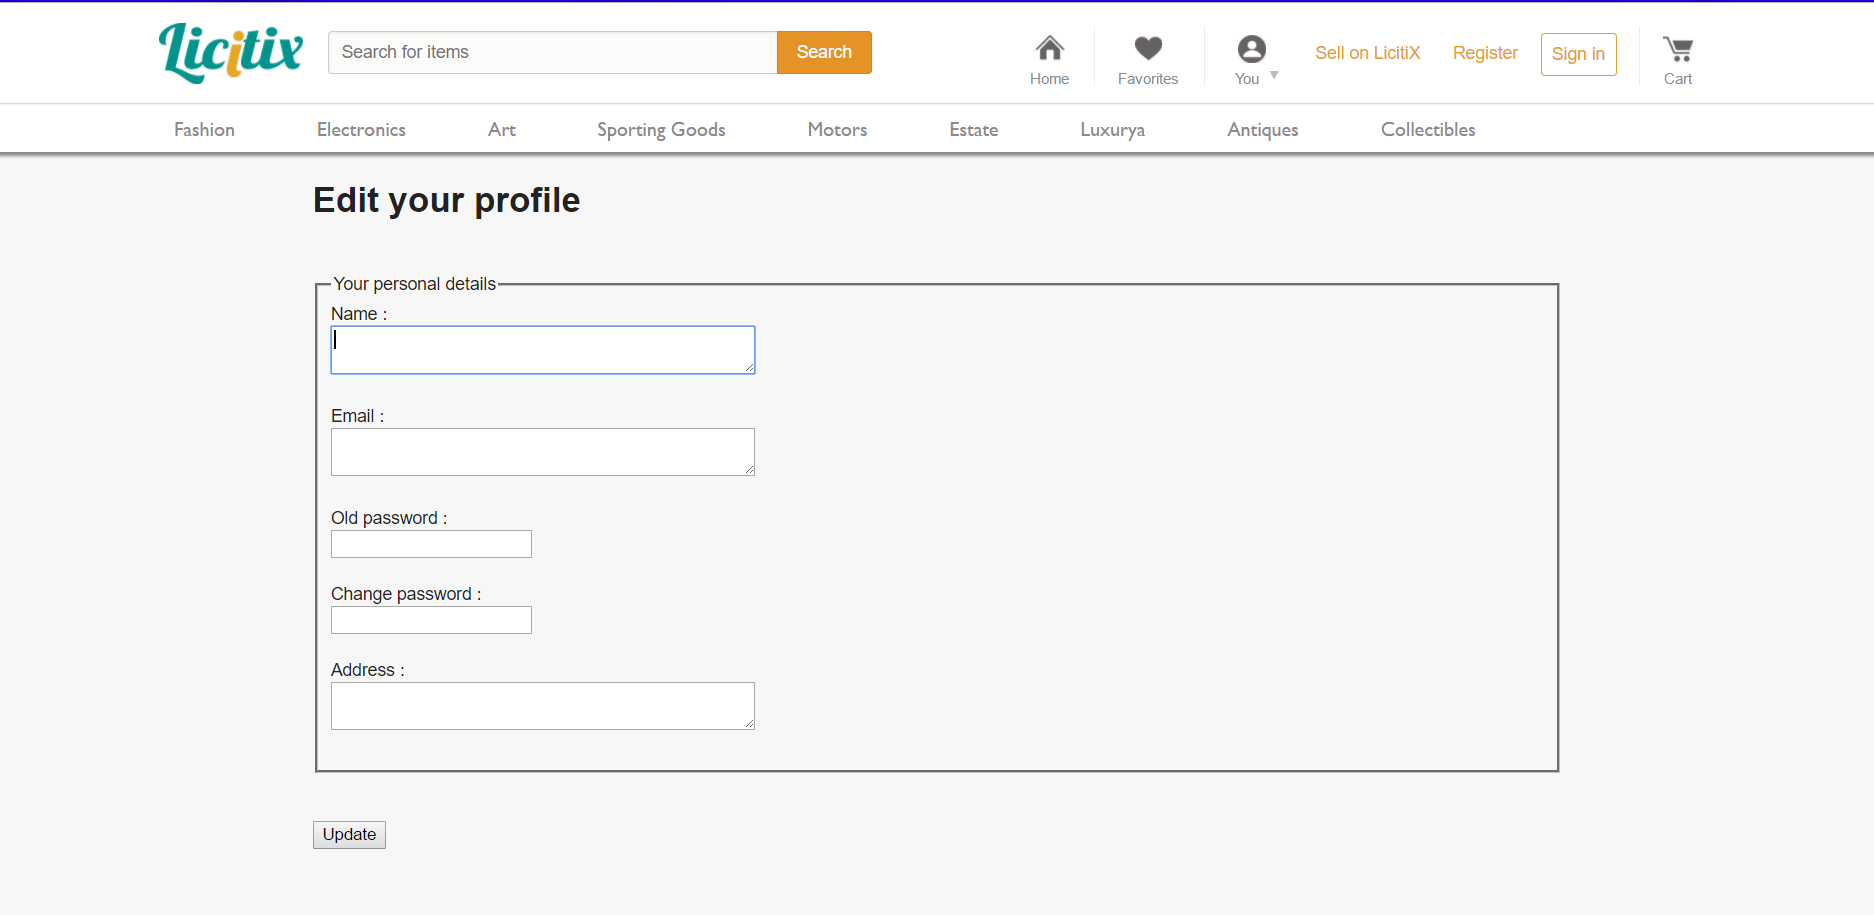 Licitix
Search for items
Search
Home
Favorites
You
Sell on LicitiX
Register
Sign in
Cart
Fashion
Electronics
Art
Sporting Goods
Motors
Estate
Luxurya
Antiques
Collectibles
Edit your profile
Your personal details
Name :
Email :
Old password :
Change password :
Address :
Update